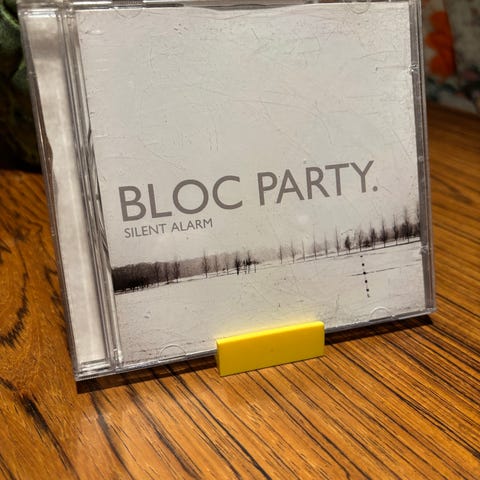 BLOC PARTY.
SILENT ALARM